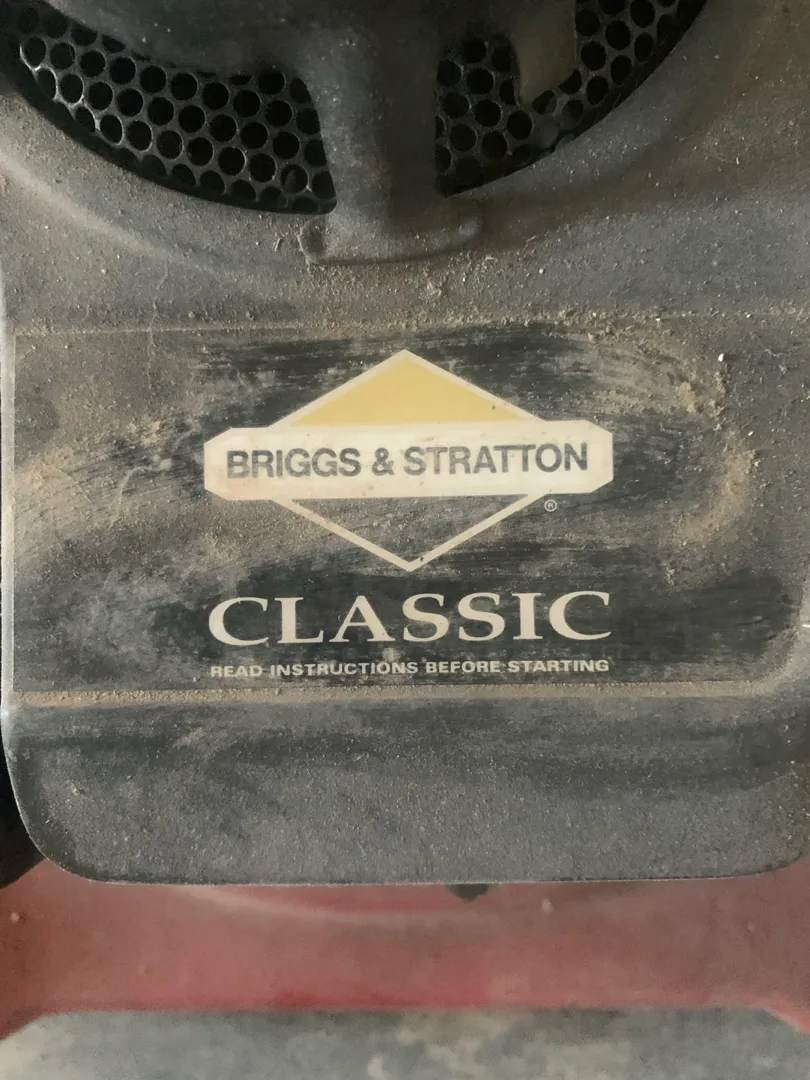 BRIGGS & STRATTON
®
CLASSIC
READ INSTRUCTIONS BEFORE STARTING